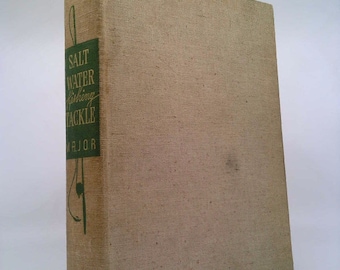 SALT
WATER
fishing
TACKLE
MAJOR